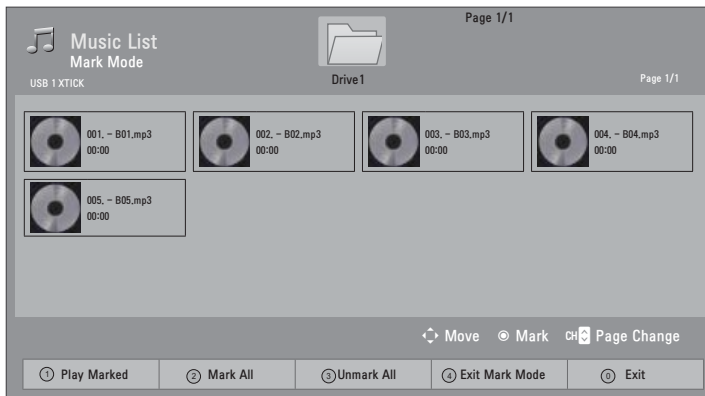 Page 1/1
Music List
Mark Mode
USB 1 XTICK
Drive1
Page 1/1
001. - B01.mp3
00:00
002. - B02.mp3
00:00
003. - B03.mp3
00:00
004. - B04.mp3
00:00
005. - B05.mp3
00:00
Move Mark CH Page Change
1 Play Marked
2 Mark All
3 Unmark All
4 Exit Mark Mode
0 Exit